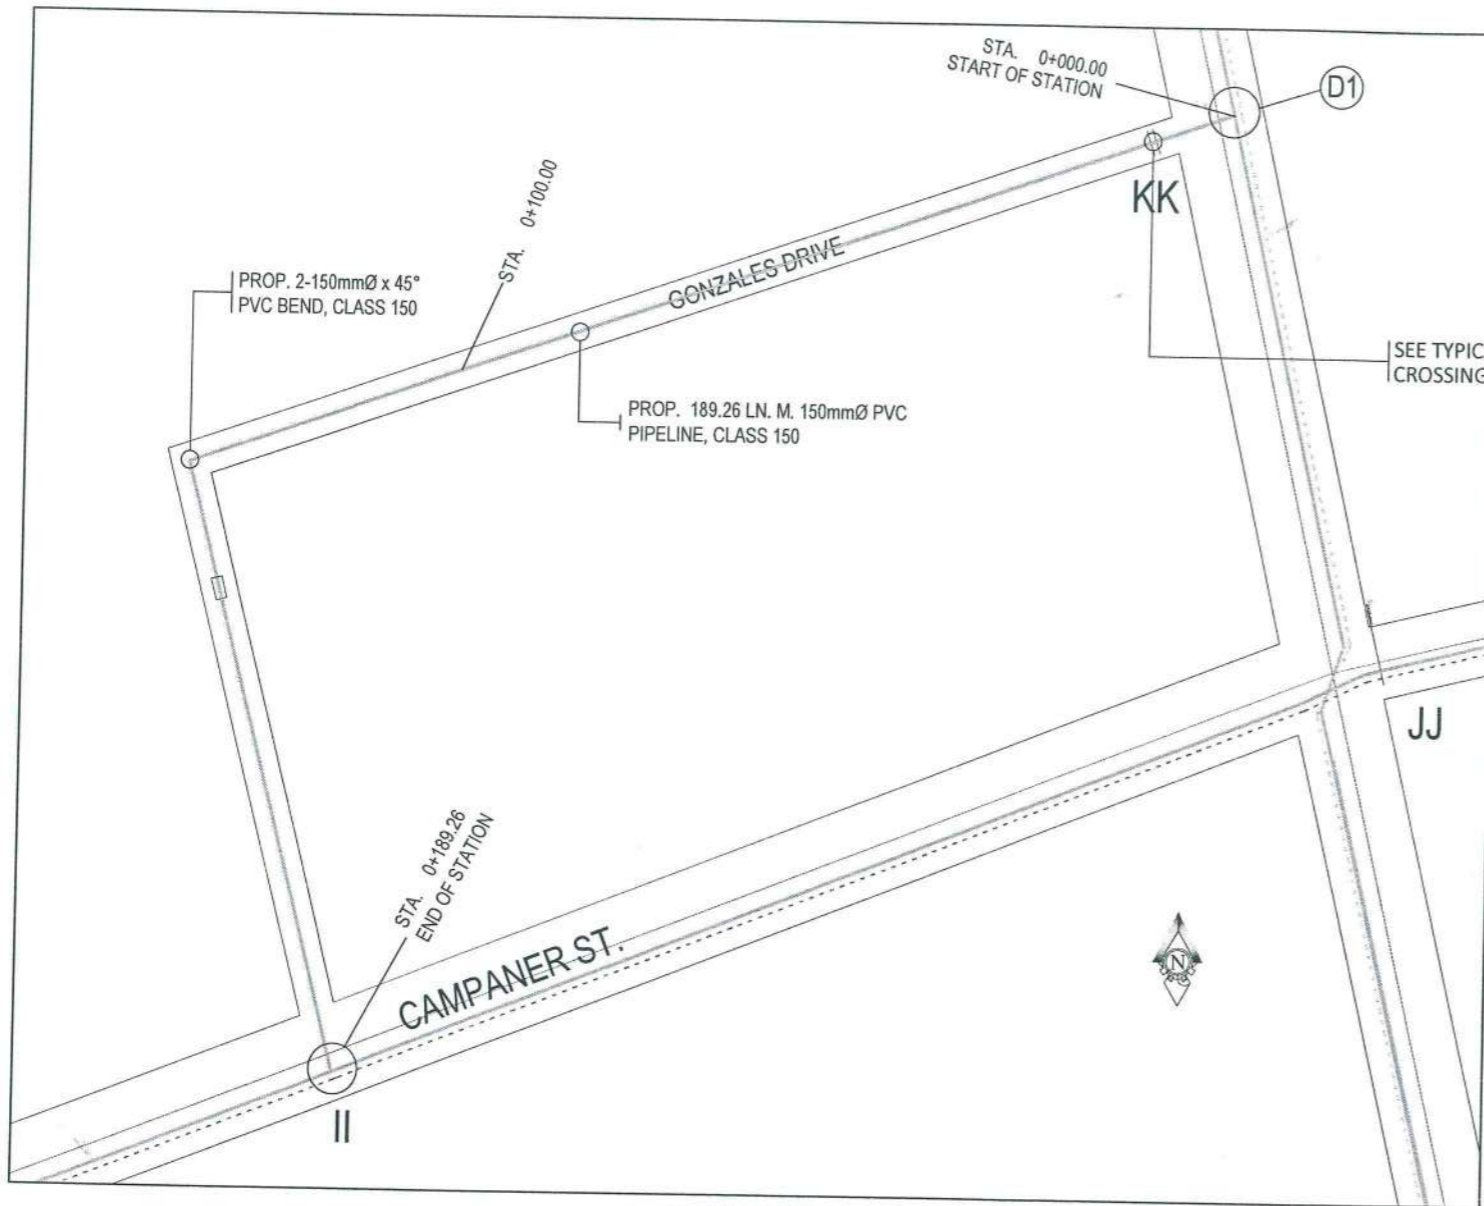 STA. 0+000.00
START OF STATION
D1
KK
STA. 0+100.00
GONZALES DRIVE
PROP. 2-150mmØ x 45°
PVC BEND, CLASS 150
SEE TYPIC
CROSSING
PROP. 189.26 LN. M. 150mmØ PVC
PIPELINE, CLASS 150
JJ
STA. 0+189.26
END OF STATION
CAMPANER ST.
N
II